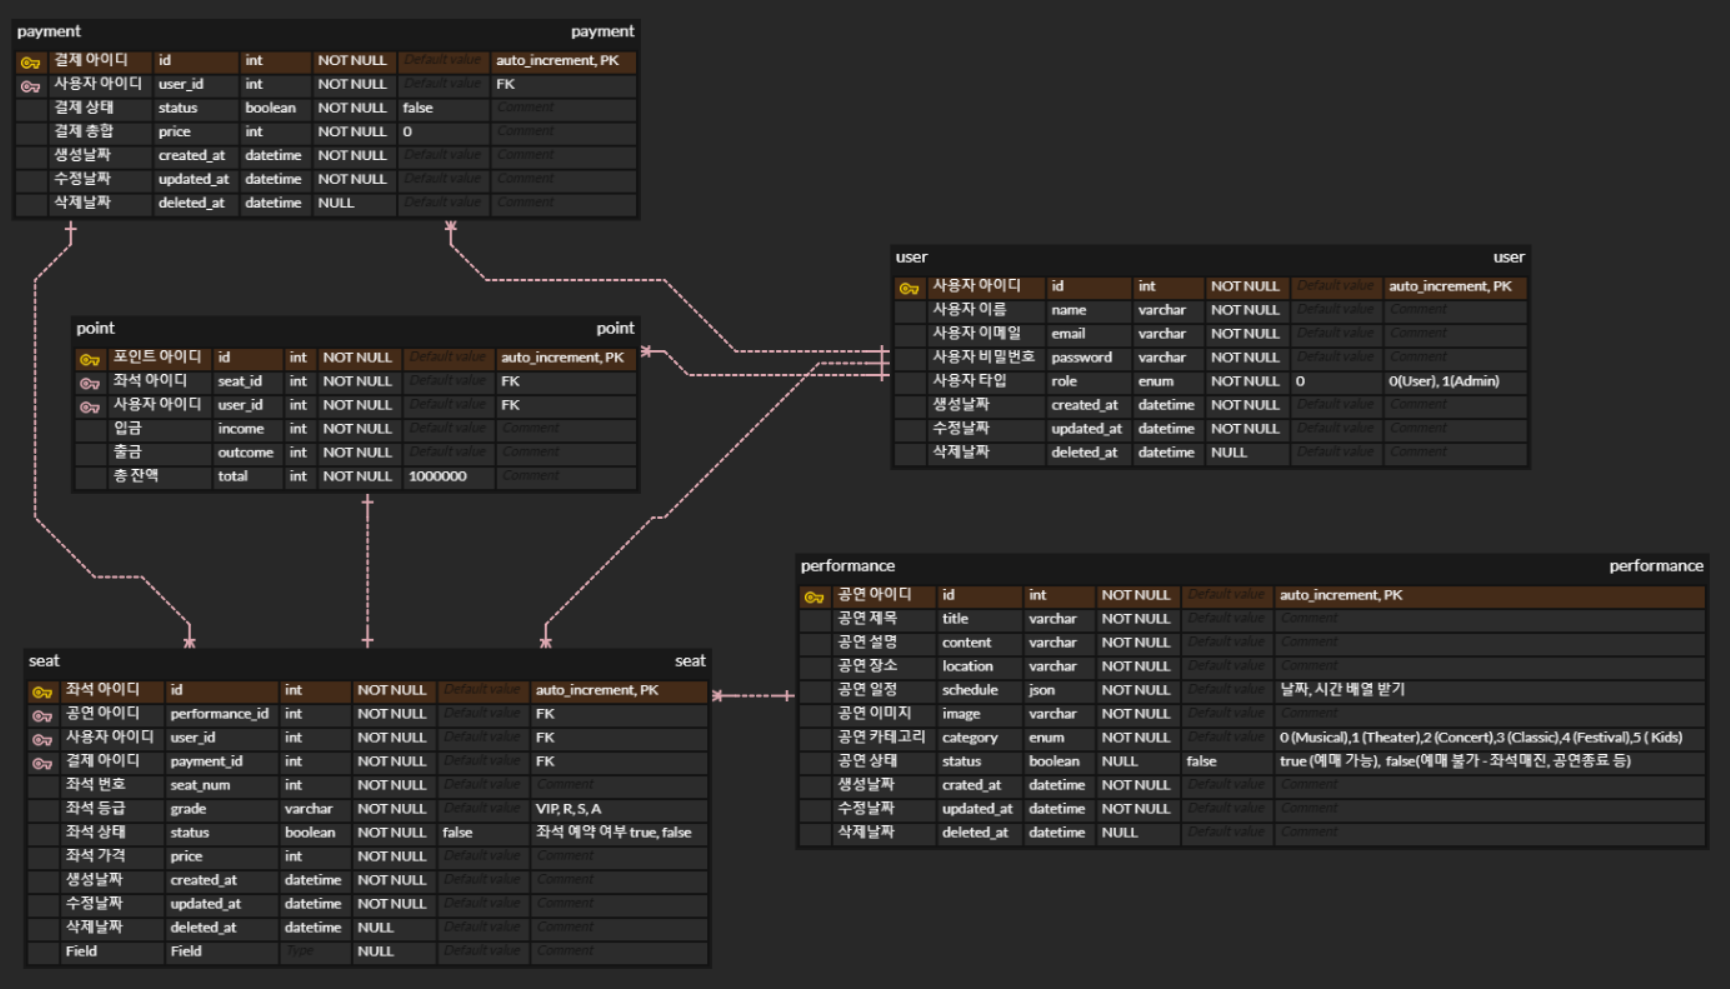 payment payment
결제 아이디 id int NOT NULL Default value auto_increment, PK
사용자 아이디 user_id int NOT NULL Default value FK
결제 상태 status boolean NOT NULL false Comment
결제 총합 price int NOT NULL 0 Comment
생성날짜 created_at datetime NOT NULL Default value Comment
수정날짜 updated_at datetime NOT NULL Default value Comment
삭제날짜 deleted_at datetime NULL Default value Comment
user user
사용자 아이디 id int NOT NULL Default value auto_increment, PK
사용자 이름 name varchar NOT NULL Default value Comment
사용자 이메일 email varchar NOT NULL Default value Comment
사용자 비밀번호 password varchar NOT NULL Default value Comment
사용자 타입 role enum NOT NULL 0 0(User), 1(Admin)
생성날짜 created_at datetime NOT NULL Default value Comment
수정날짜 updated_at datetime NOT NULL Default value Comment
삭제날짜 deleted_at datetime NULL Default value Comment
point point
포인트 아이디 id int NOT NULL Default value auto_increment, PK
좌석 아이디 seat_id int NOT NULL Default value FK
사용자 아이디 user_id int NOT NULL Default value FK
입금 income int NOT NULL Default value Comment
출금 outcome int NOT NULL Default value Comment
총 잔액 total int NOT NULL 1000000 Comment
performance performance
공연 아이디 id int NOT NULL Default value auto_increment, PK
공연 제목 title varchar NOT NULL Default value Comment
공연 설명 content varchar NOT NULL Default value Comment
공연 장소 location varchar NOT NULL Default value Comment
공연 일정 schedule json NOT NULL Default value 날짜, 시간 배열 받기
공연 이미지 image varchar NOT NULL Default value Comment
공연 카테고리 category enum NOT NULL Default value 0 (Musical),1 (Theater),2 (Concert),3 (Classic),4 (Festival),5 ( Kids)
공연 상태 status boolean NULL false true (예매 가능), false(예매 불가 - 좌석매진, 공연종료 등)
생성날짜 crated_at datetime NOT NULL Default value Comment
수정날짜 updated_at datetime NOT NULL Default value Comment
삭제날짜 deleted_at datetime NULL Default value Comment
seat seat
좌석 아이디 id int NOT NULL Default value auto_increment, PK
공연 아이디 performance_id int NOT NULL Default value FK
사용자 아이디 user_id int NOT NULL Default value FK
결제 아이디 payment_id int NOT NULL Default value FK
좌석 번호 seat_num int NOT NULL Default value Comment
좌석 등급 grade varchar NOT NULL Default value VIP, R, S, A
좌석 상태 status boolean NOT NULL false 좌석 예약 여부 true, false
좌석 가격 price int NOT NULL Default value Comment
생성날짜 created_at datetime NOT NULL Default value Comment
수정날짜 updated_at datetime NOT NULL Default value Comment
삭제날짜 deleted_at datetime NULL Default value Comment
Field Field Type NULL Default value Comment